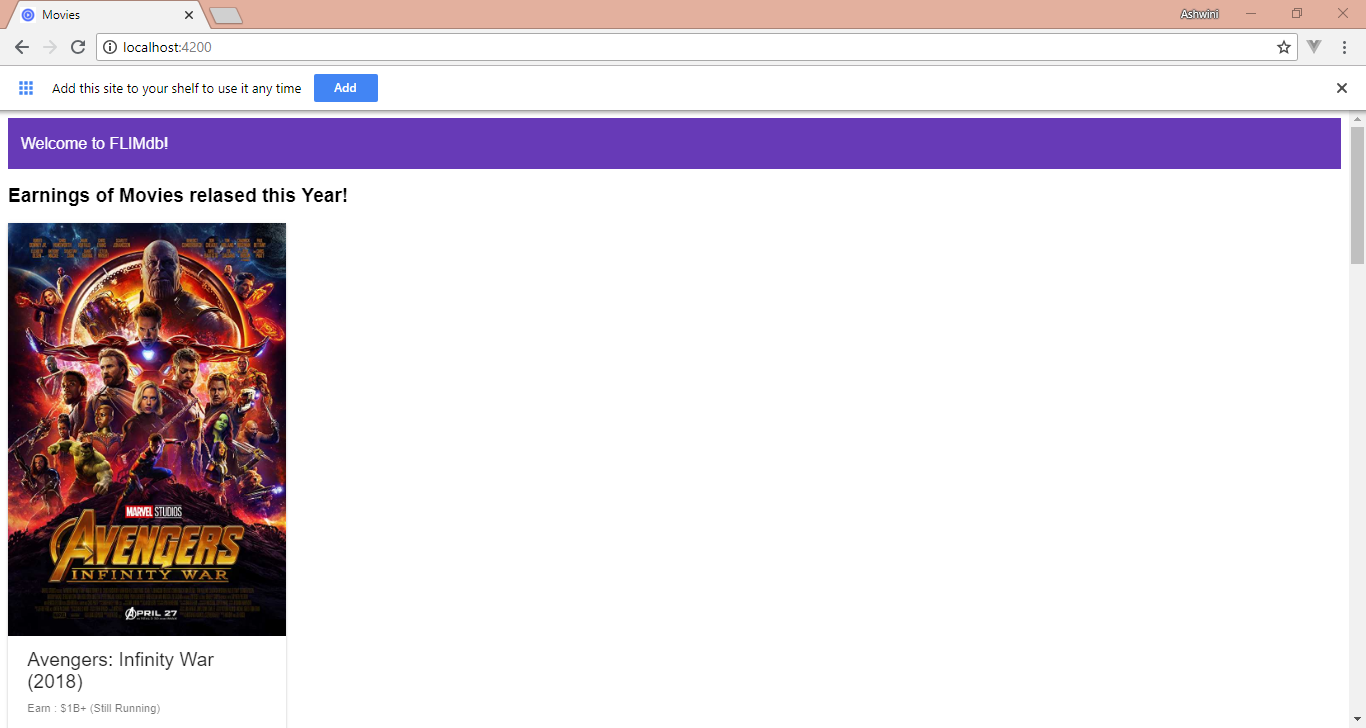 Movies
Ashwini
localhost:4200
Add this site to your shelf to use it any time
Add
Welcome to FLIMdb!
Earnings of Movies relased this Year!
MARVEL STUDIOS
AVENGERS
INFINITY WAR
APRIL 27
Avengers: Infinity War
(2018)
Earn : $1B+ (Still Running)